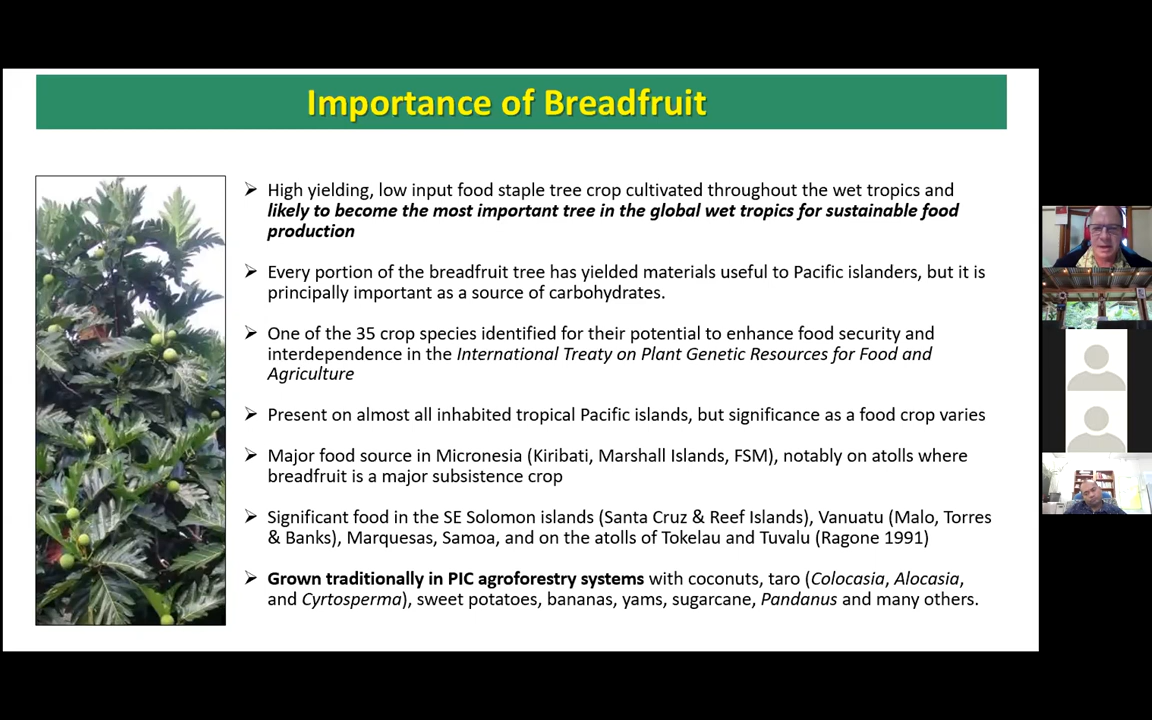 Importance of Breadfruit
➢ High yielding, low input food staple tree crop cultivated throughout the wet tropics and
likely to become the most important tree in the global wet tropics for sustainable food
production
➢ Every portion of the breadfruit tree has yielded materials useful to Pacific islanders, but it is
principally important as a source of carbohydrates.
➢ One of the 35 crop species identified for their potential to enhance food security and
interdependence in the International Treaty on Plant Genetic Resources for Food and
Agriculture
➢ Present on almost all inhabited tropical Pacific islands, but significance as a food crop varies
➢ Major food source in Micronesia (Kiribati, Marshall Islands, FSM), notably on atolls where
breadfruit is a major subsistence crop
➢ Significant food in the SE Solomon islands (Santa Cruz & Reef Islands), Vanuatu (Malo, Torres
& Banks), Marquesas, Samoa, and on the atolls of Tokelau and Tuvalu (Ragone 1991)
➢ Grown traditionally in PIC agroforestry systems with coconuts, taro (Colocasia, Alocasia,
and Cyrtosperma), sweet potatoes, bananas, yams, sugarcane, Pandanus and many others.